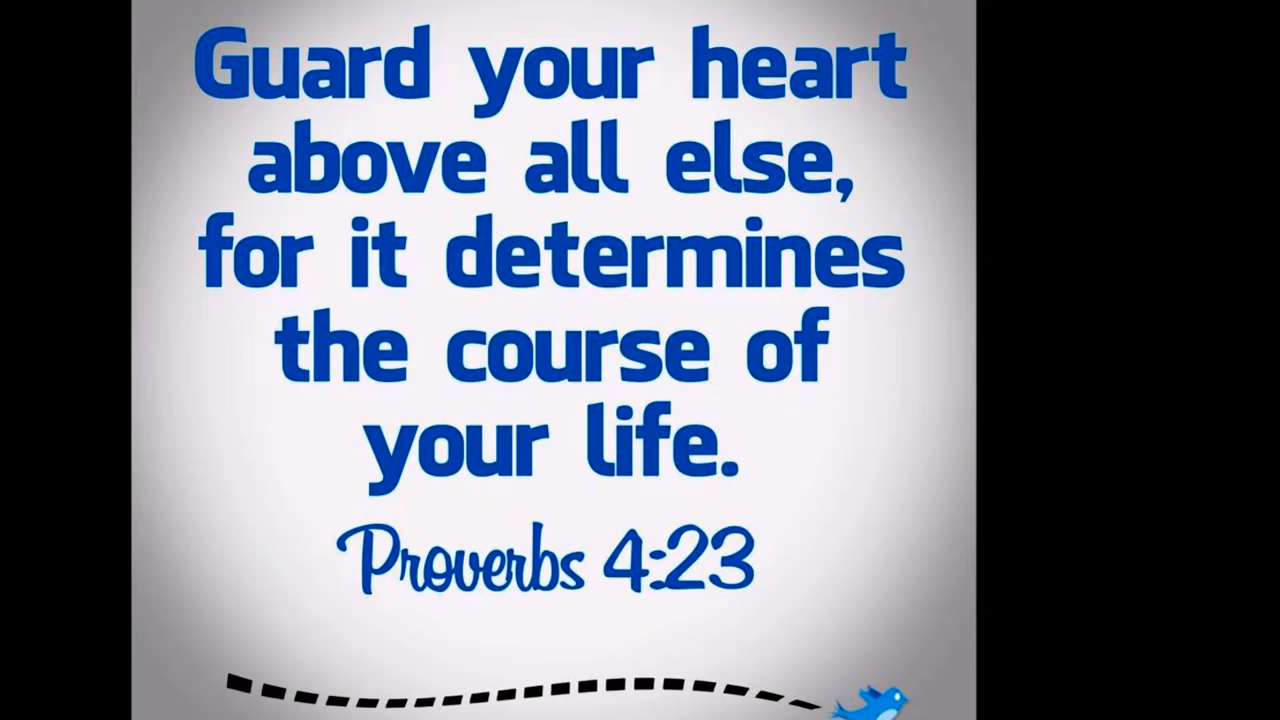 Guard your heart
above all else,
for it determines
the course of
your life.
Proverbs 4:23